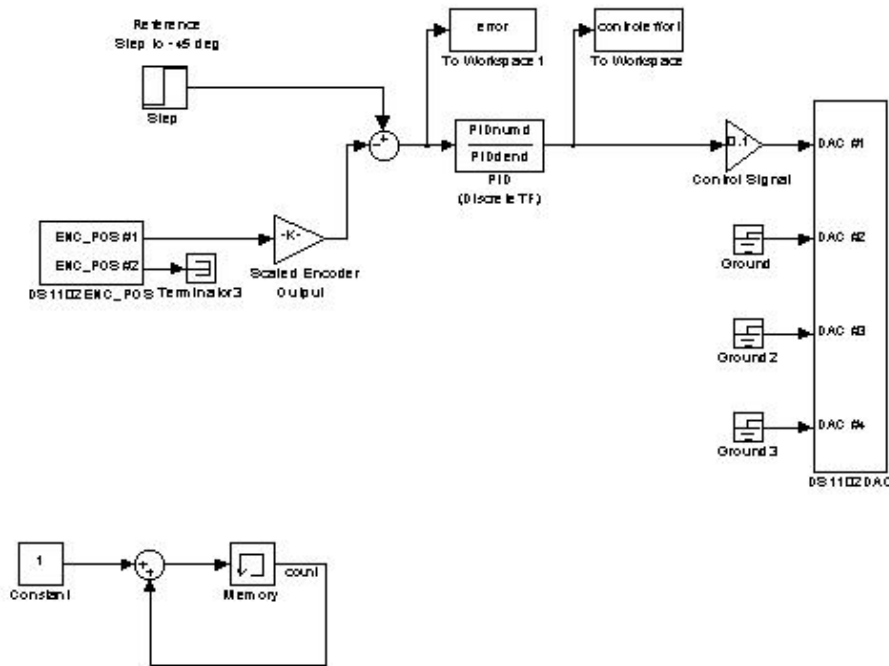 Reference
Step to -45 deg
Step
error
To Workspace1
controleffort
To Workspace
PIDnumd
PIDdend
PID
(DiscreteTF)
0.1
Control Signal
DAC #1
DAC #2
DAC #3
DAC #4
DS1102DAC
ENC_POS#1
ENC_POS#2
DS1102ENC_POS
Terminator3
-K-
Scaled Encoder
Output
Ground
Ground2
Ground3
1
Constant
Memory
count